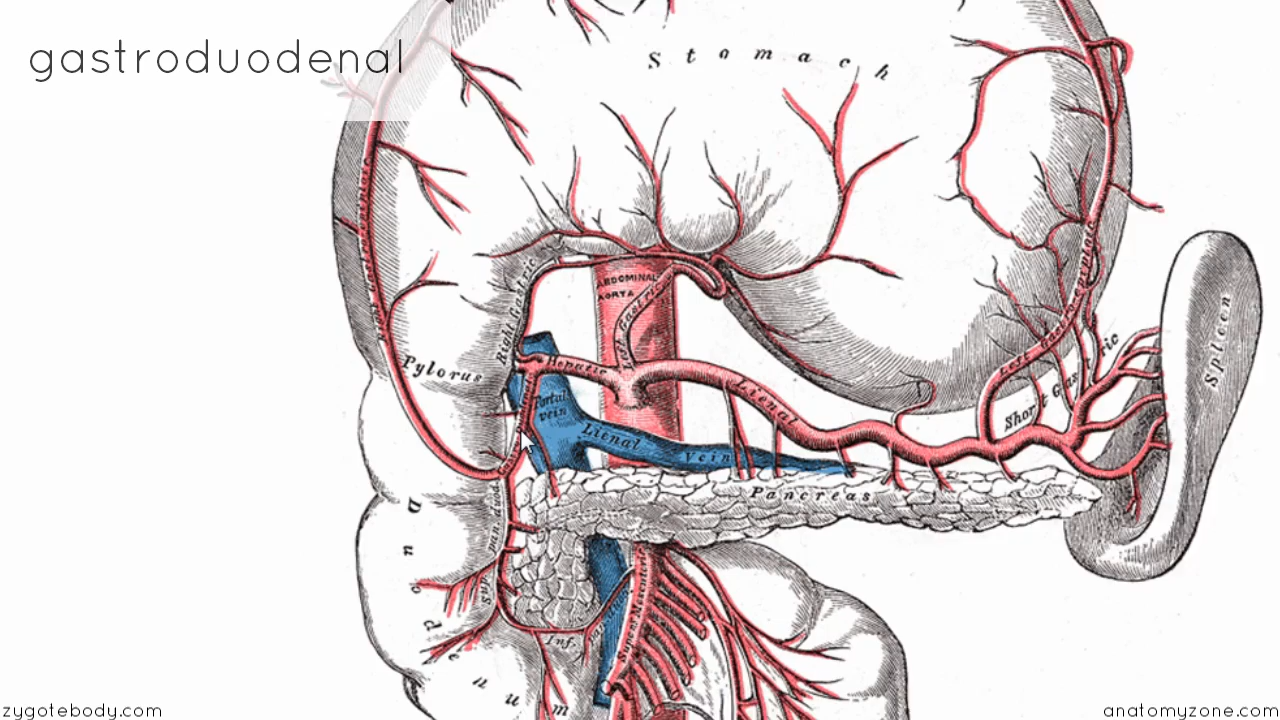 gastroduodenal
Stomach
Right Gastric
ABDOMINAL
AORTA
Left Gastric
Pylorus
Hepatic
Portal
vein
Lienal
Lienal
Vein
Short Gastric
Spleen
Pancreas
Duodenum
Inf.
zygotebody.com
anatomyzone.com